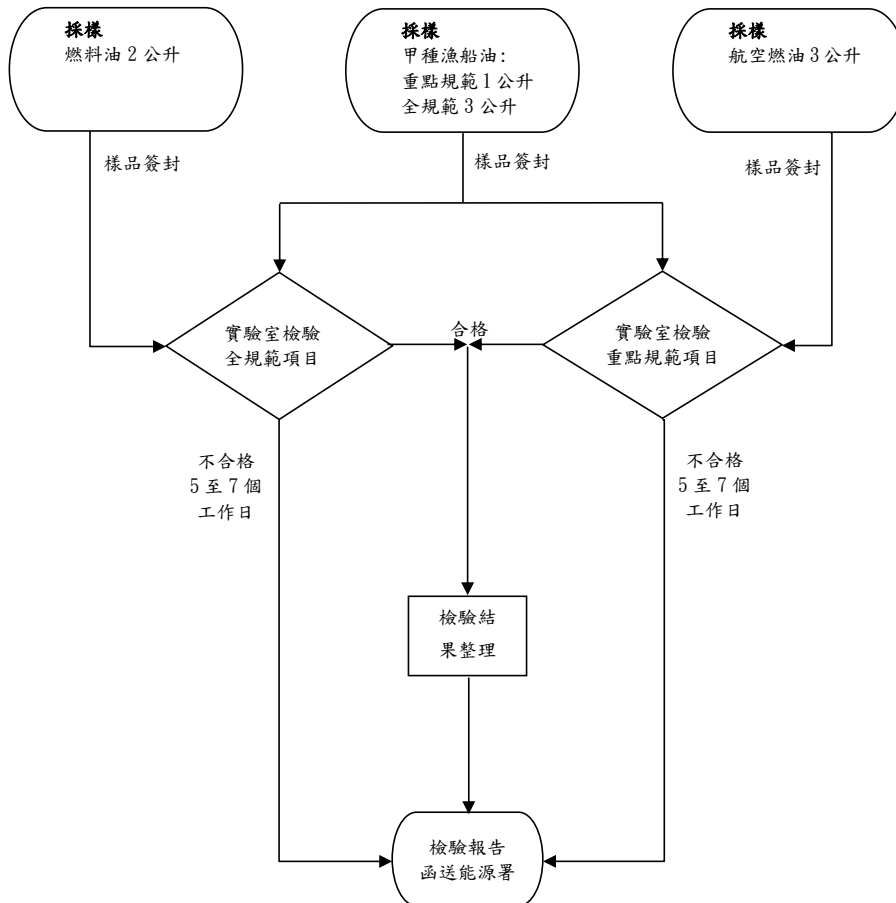 採樣
燃料油 2 公升
採樣
甲種漁船油：
重點規範 1 公升
全規範 3 公升
採樣
航空燃油 3 公升
樣品簽封
樣品簽封
樣品簽封
實驗室檢驗
全規範項目
合格
實驗室檢驗
重點規範項目
不合格
5 至 7 個
工作日
不合格
5 至 7 個
工作日
檢驗結
果整理
檢驗報告
函送能源署